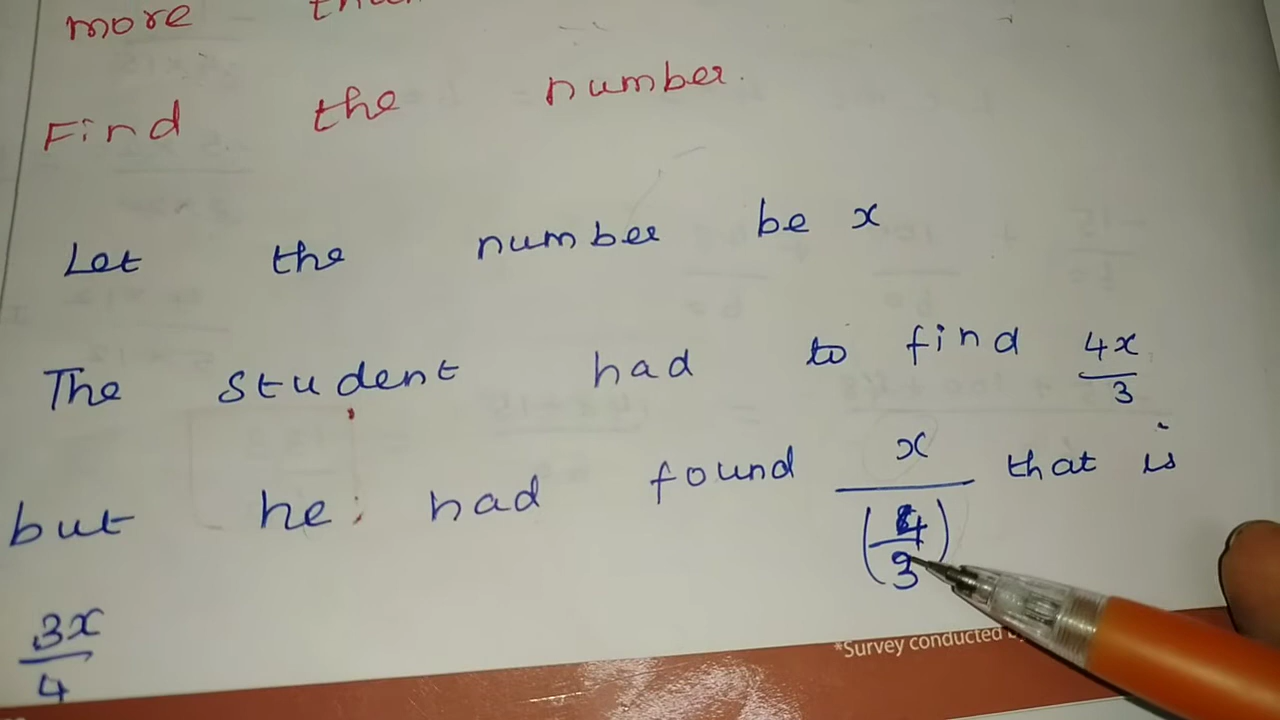 more than
Find the number.
Let the number be x
The student had to find 4x/3
but he had found x/(4/3) that is
3x/4
*Survey conducted